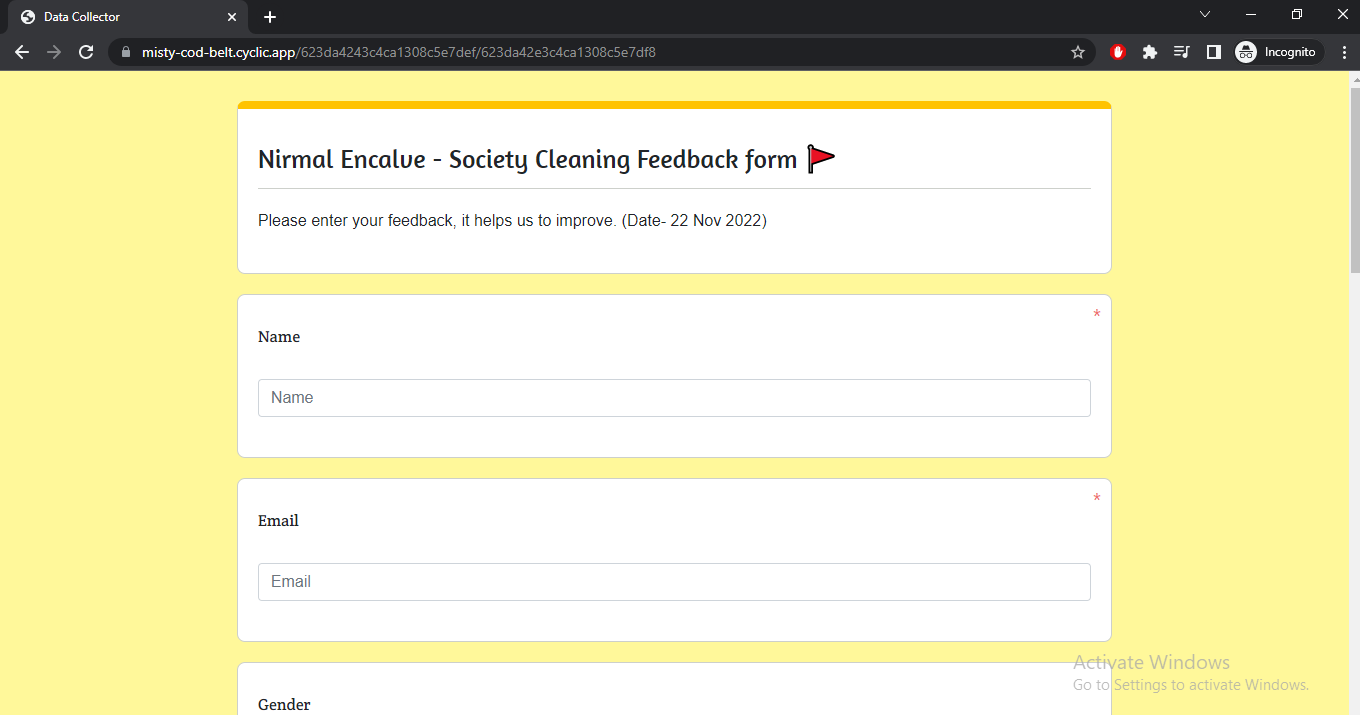 Data Collector
misty-cod-belt.cyclic.app/623da4243c4ca1308c5e7def/623da42e3c4ca1308c5e7df8
Incognito
Nirmal Encalve - Society Cleaning Feedback form
Please enter your feedback, it helps us to improve. (Date- 22 Nov 2022)
*
Name
Name
*
Email
Email
Gender
Activate Windows
Go to Settings to activate Windows.